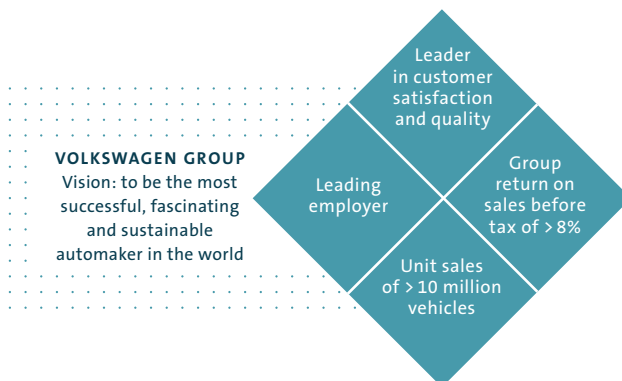 VOLKSWAGEN GROUP
Vision: to be the most
successful, fascinating
and sustainable
automaker in the world
Leader
in customer
satisfaction
and quality
Leading
employer
Group
return on
sales before
tax of > 8%
Unit sales
of > 10 million
vehicles